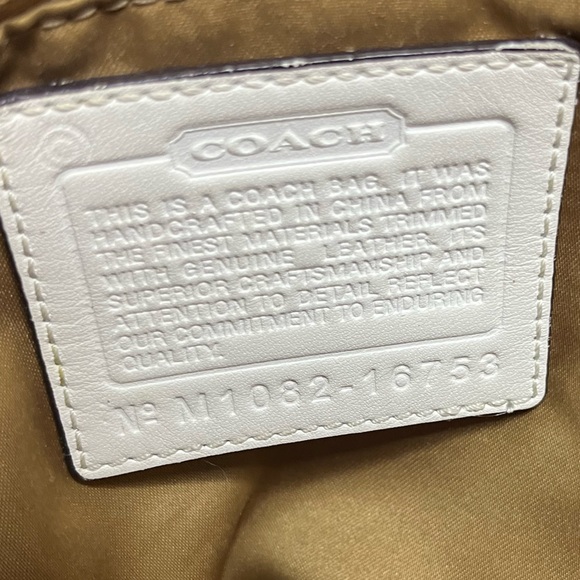 COACH
THIS IS A COACH BAG. IT WAS
HANDCRAFTED IN CHINA FROM
THE FINEST MATERIALS TRIMMED
WITH GENUINE LEATHER. ITS
SUPERIOR CRAFTSMANSHIP AND
ATTENTION TO DETAIL REFLECT
OUR COMMITMENT TO ENDURING
QUALITY.
Nº M1082-16753